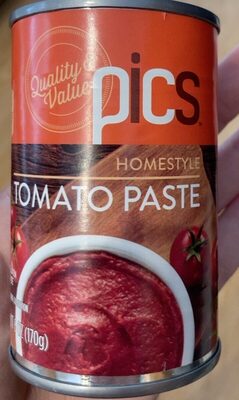 Quality &
Value
pics
HOMESTYLE
TOMATO PASTE
(170g)